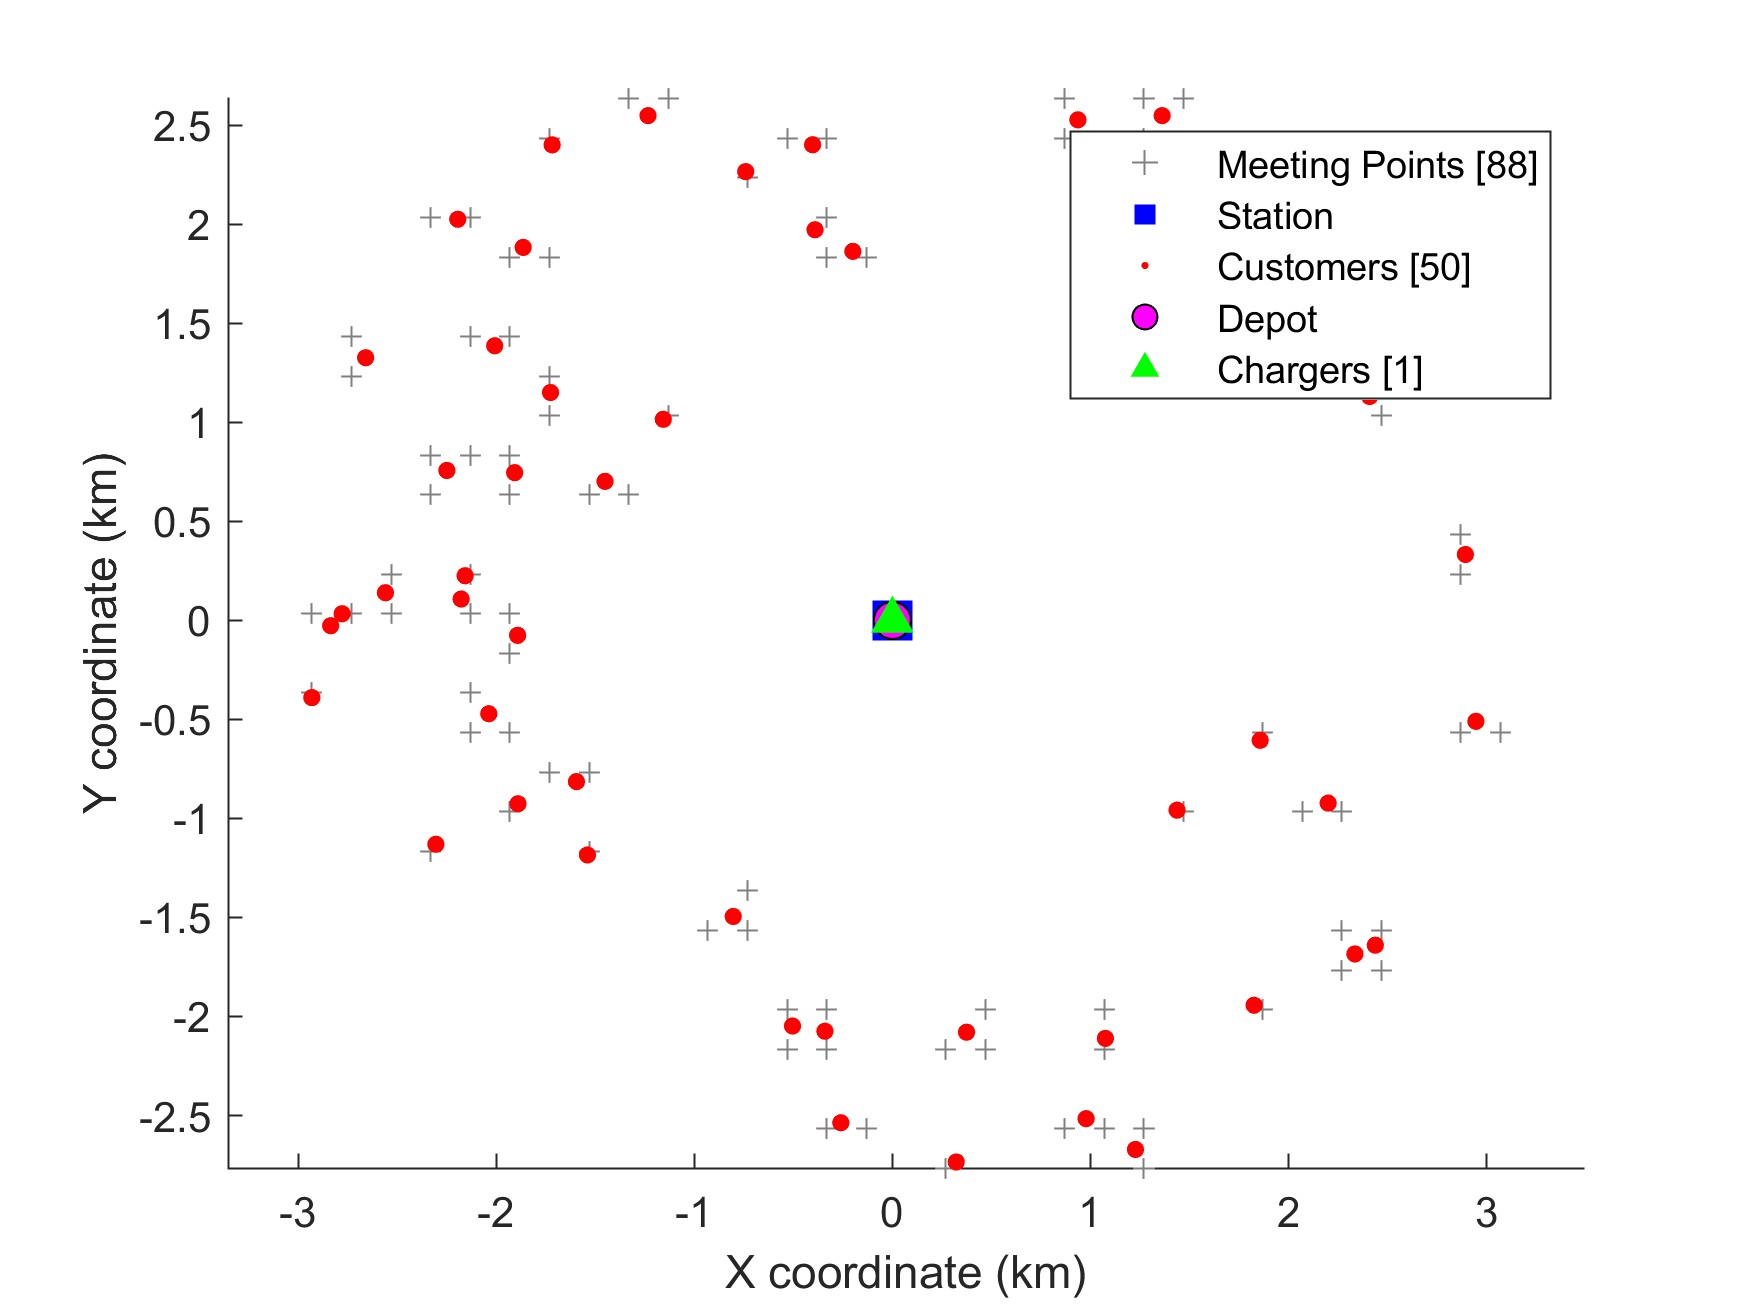 2.5
2
1.5
1
0.5
0
-0.5
-1
-1.5
-2
-2.5
Y coordinate (km)
Meeting Points [88]
Station
Customers [50]
Depot
Chargers [1]
-3
-2
-1
0
1
2
3
X coordinate (km)